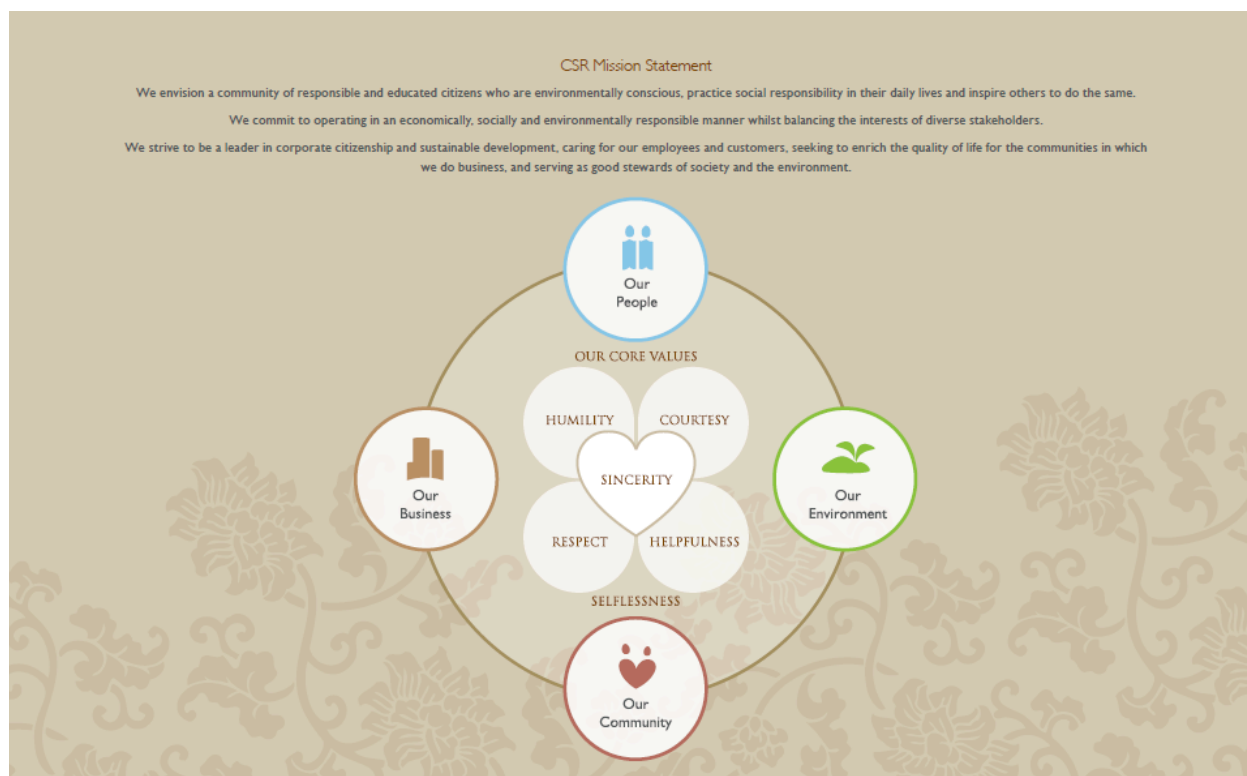 CSR Mission Statement
We envision a community of responsible and educated citizens who are environmentally conscious, practice social responsibility in their daily lives and inspire others to do the same.
We commit to operating in an economically, socially and environmentally responsible manner whilst balancing the interests of diverse stakeholders.
We strive to be a leader in corporate citizenship and sustainable development, caring for our employees and customers, seeking to enrich the quality of life for the communities in which
we do business, and serving as good stewards of society and the environment.
Our
People
OUR CORE VALUES
HUMILITY
COURTESY
SINCERITY
Our
Business
Our
Environment
RESPECT
HELPFULNESS
SELFLESSNESS
Our
Community